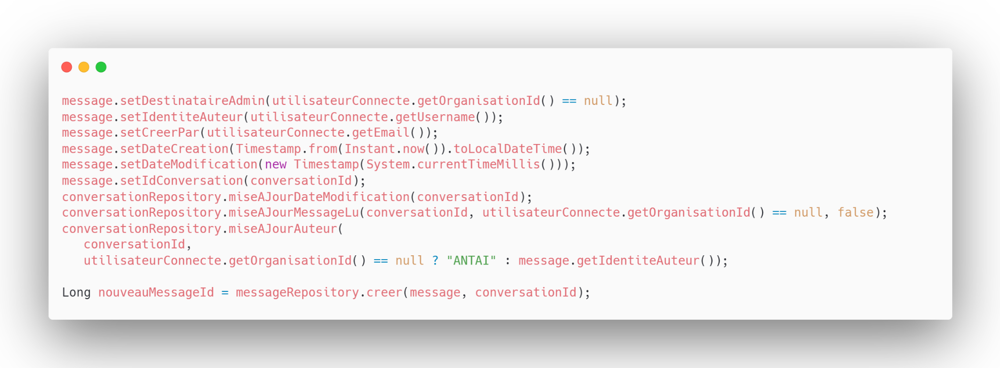 message.setDestinataireAdmin(utilisateurConnecte.getOrganisationId() == null);
message.setIdentiteAuteur(utilisateurConnecte.getUsername());
message.setCreerPar(utilisateurConnecte.getEmail());
message.setDateCreation(Timestamp.from(Instant.now()).toLocalDateTime());
message.setDateModification(new Timestamp(System.currentTimeMillis()));
message.setIdConversation(conversationId);
conversationRepository.miseAJourDateModification(conversationId);
conversationRepository.miseAJourMessageLu(conversationId, utilisateurConnecte.getOrganisationId() == null, false);
conversationRepository.miseAJourAuteur(
   conversationId,
   utilisateurConnecte.getOrganisationId() == null ? "ANTAI" : message.getIdentiteAuteur());

Long nouveauMessageId = messageRepository.creer(message, conversationId);